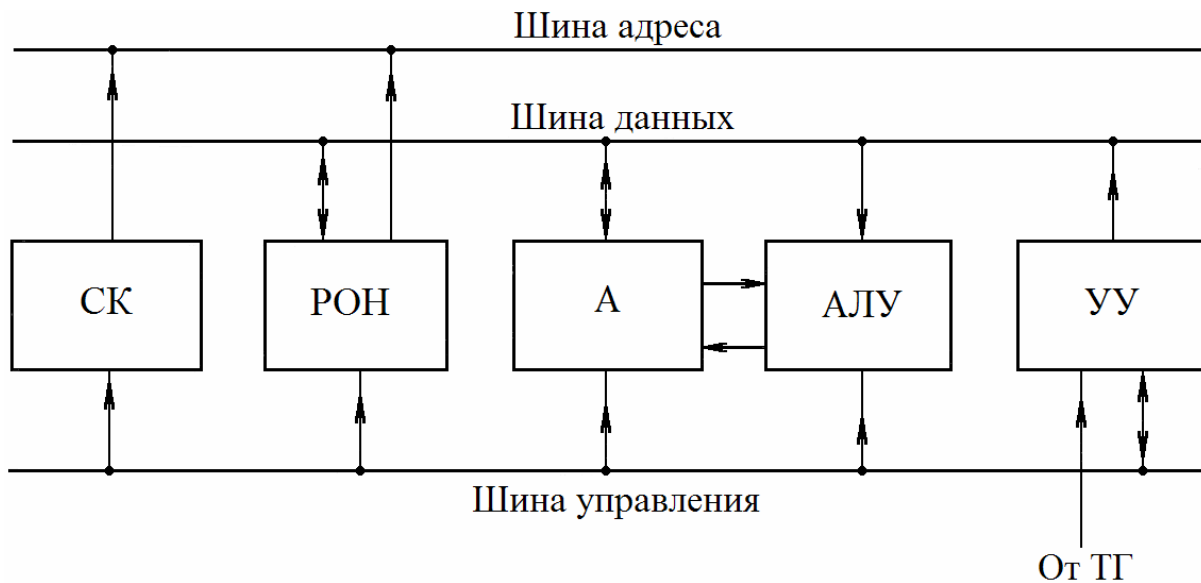 Шина адреса
Шина данных
СК
РОН
А
АЛУ
УУ
Шина управления
От ТГ